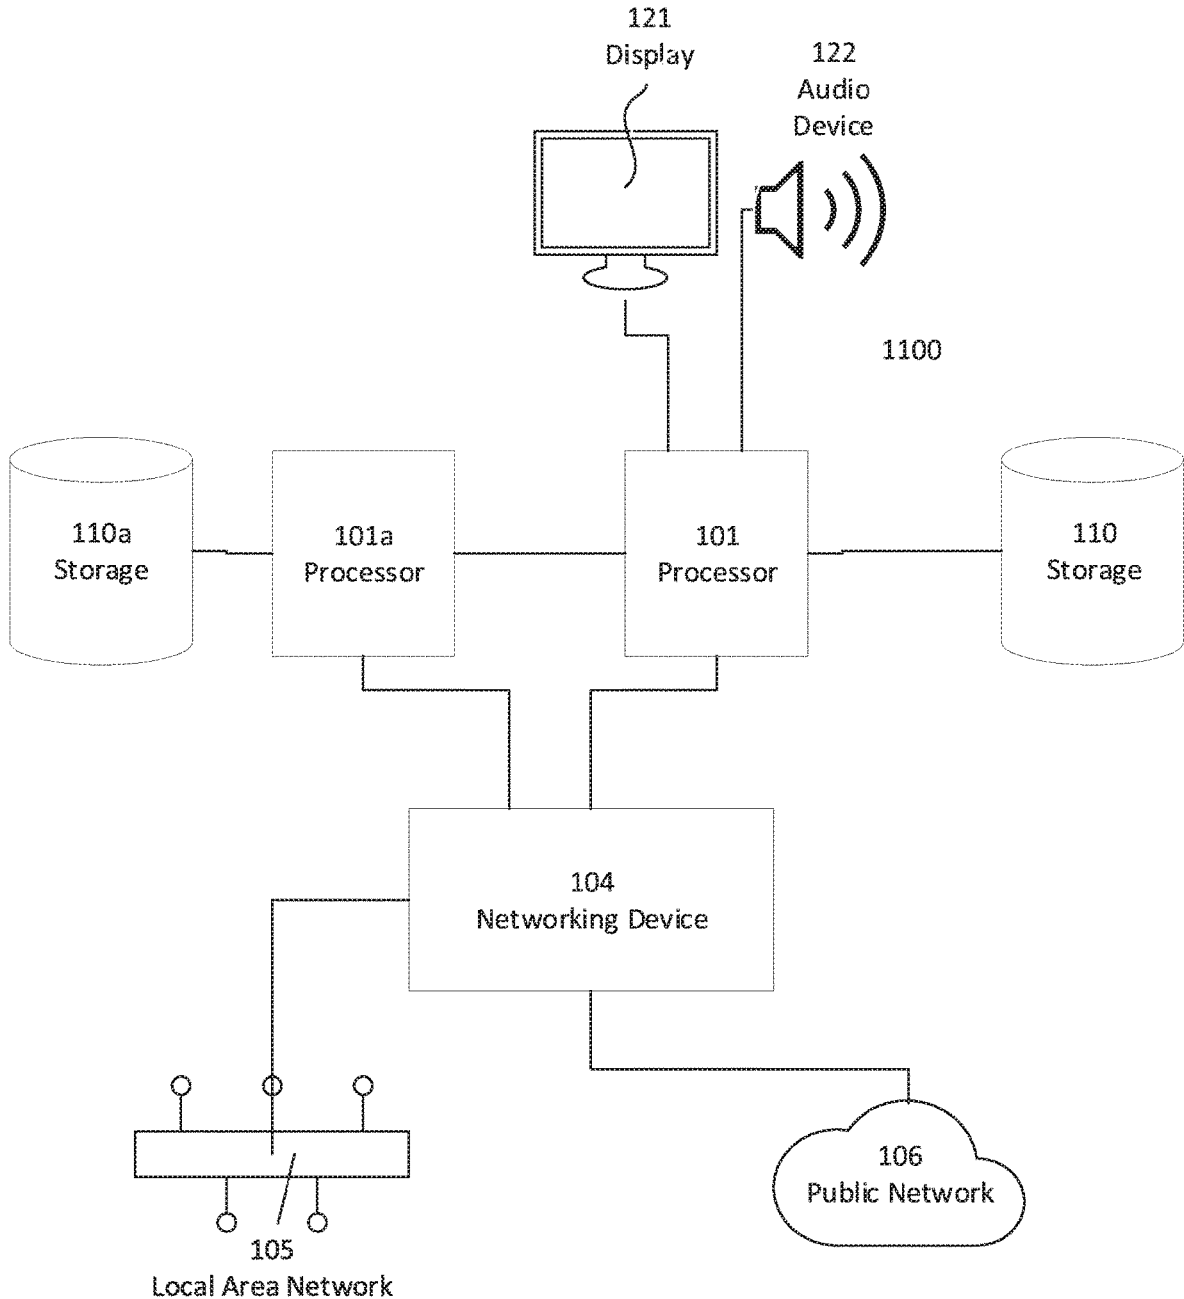 121
Display
122
Audio
Device
1100
110a
Storage
101a
Processor
101
Processor
110
Storage
104
Networking Device
106
Public Network
105
Local Area Network